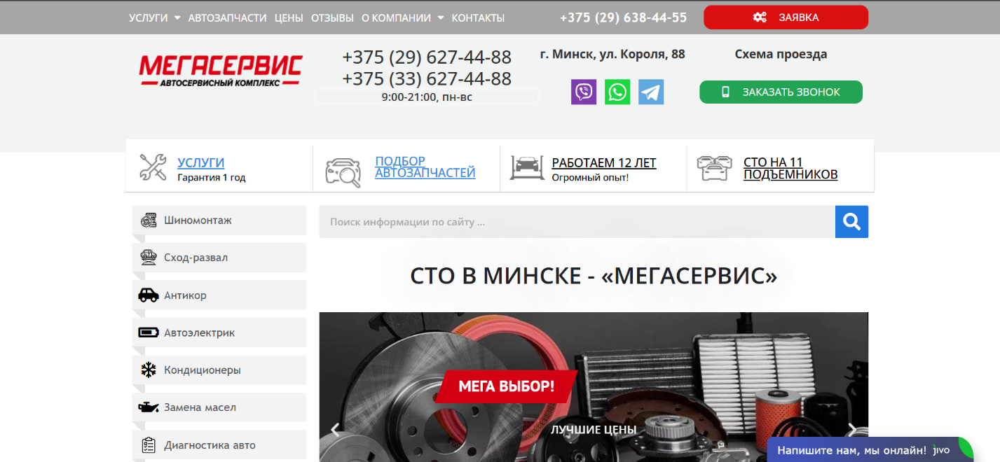 УСЛУГИ АВТОЗАПЧАСТИ ЦЕНЫ ОТЗЫВЫ О КОМПАНИИ КОНТАКТЫ +375 (29) 638-44-55 ЗАЯВКА
МЕГАСЕРВИС
АВТОСЕРВИСНЫЙ КОМПЛЕКС
+375 (29) 627-44-88
+375 (33) 627-44-88
9:00-21:00, пн-вс
г. Минск, ул. Короля, 88
Схема проезда
ЗАКАЗАТЬ ЗВОНОК
УСЛУГИ
Гарантия 1 год
ПОДБОР
АВТОЗАПЧАСТЕЙ
РАБОТАЕМ 12 ЛЕТ
Огромный опыт!
СТО НА 11
ПОДЪЕМНИКОВ
Шиномонтаж
Сход-развал
Антикор
Автоэлектрик
Кондиционеры
Замена масел
Диагностика авто
Поиск информации по сайту ...
СТО В МИНСКЕ - «МЕГАСЕРВИС»
МЕГА ВЫБОР!
ЛУЧШИЕ ЦЕНЫ
Напишите нам, мы онлайн! jivo